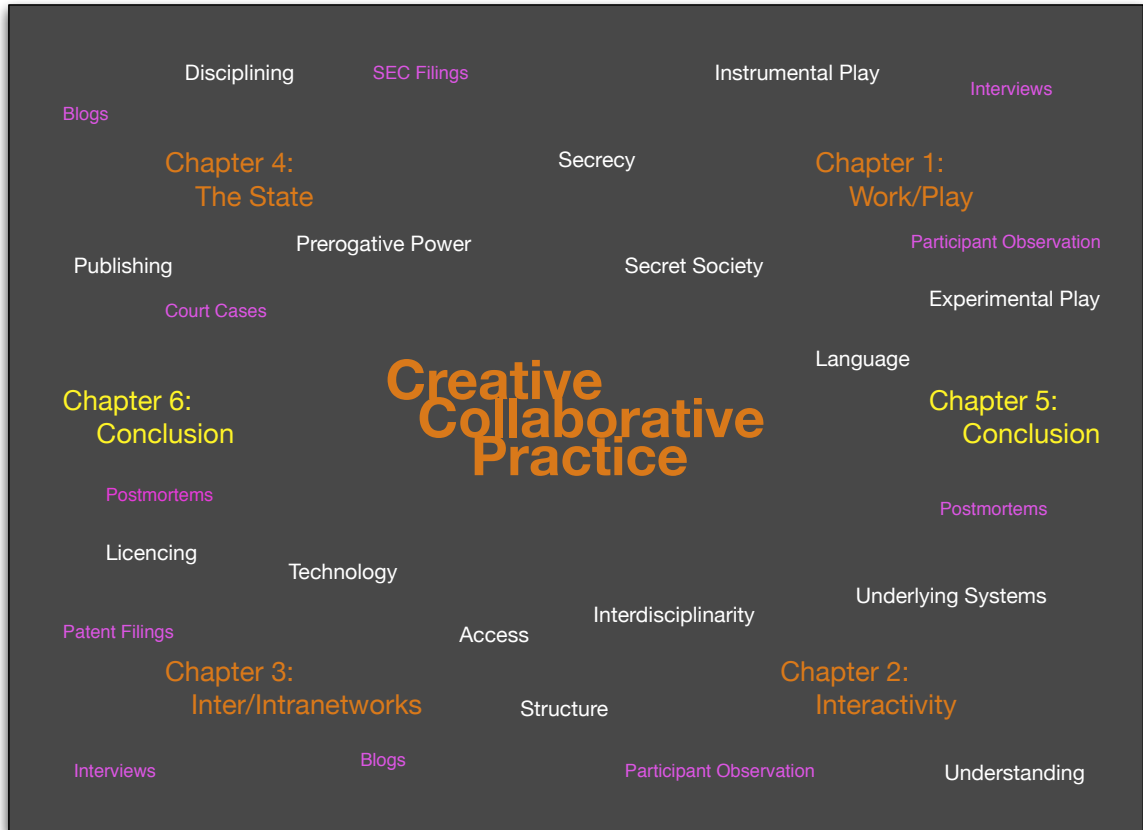 Disciplining
SEC Filings
Instrumental Play
Interviews
Blogs
Chapter 4:
The State
Secrecy
Chapter 1:
Work/Play
Prerogative Power
Participant Observation
Publishing
Secret Society
Experimental Play
Court Cases
Language
Creative
Collaborative
Practice
Chapter 6:
Conclusion
Chapter 5:
Conclusion
Postmortems
Postmortems
Licencing
Technology
Underlying Systems
Interdisciplinarity
Patent Filings
Access
Chapter 3:
Inter/Intranetworks
Chapter 2:
Interactivity
Structure
Blogs
Interviews
Participant Observation
Understanding